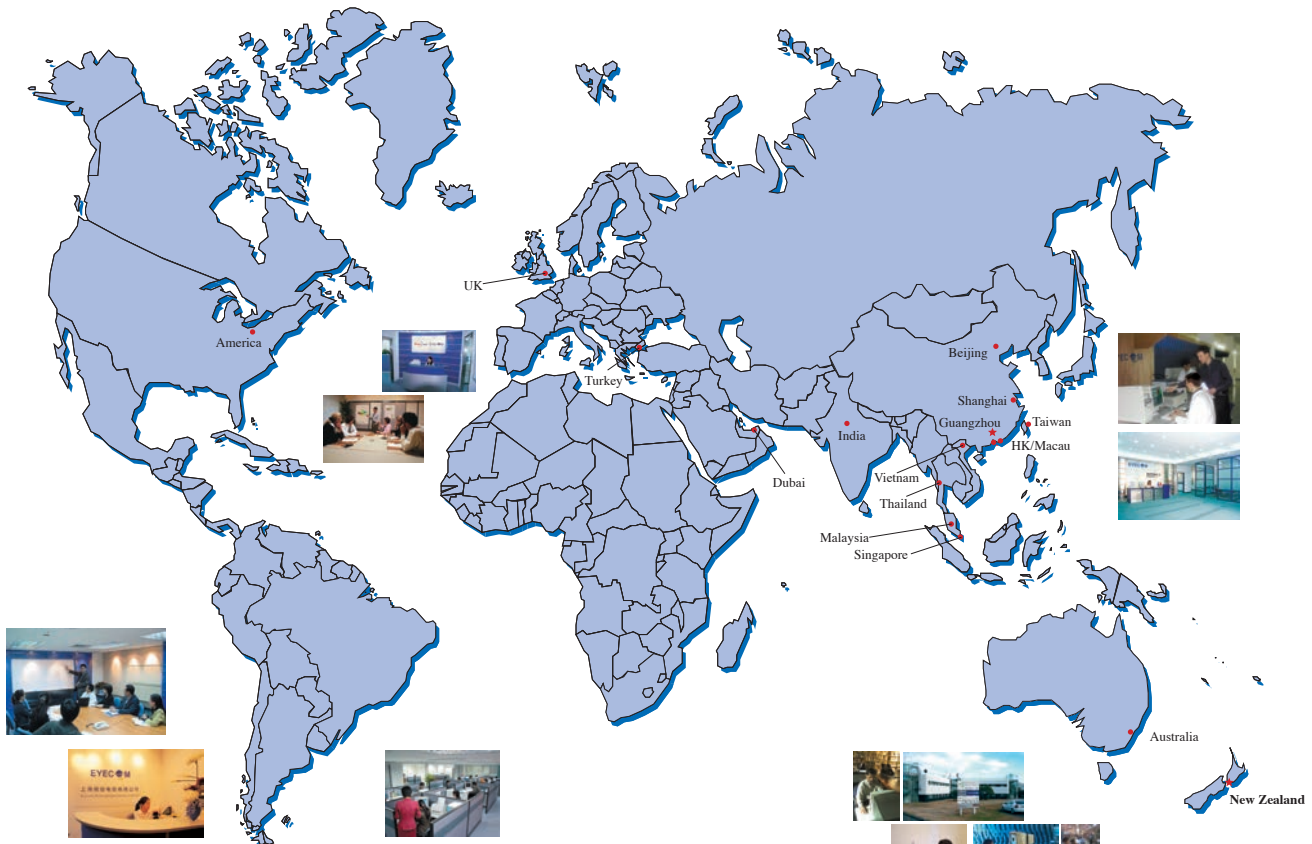 UK
America
Turkey
Beijing
Shanghai
Guangzhou
Taiwan
HK/Macau
India
Vietnam
Thailand
Dubai
Malaysia
Singapore
Australia
New Zealand
EYECOM
EYECOM